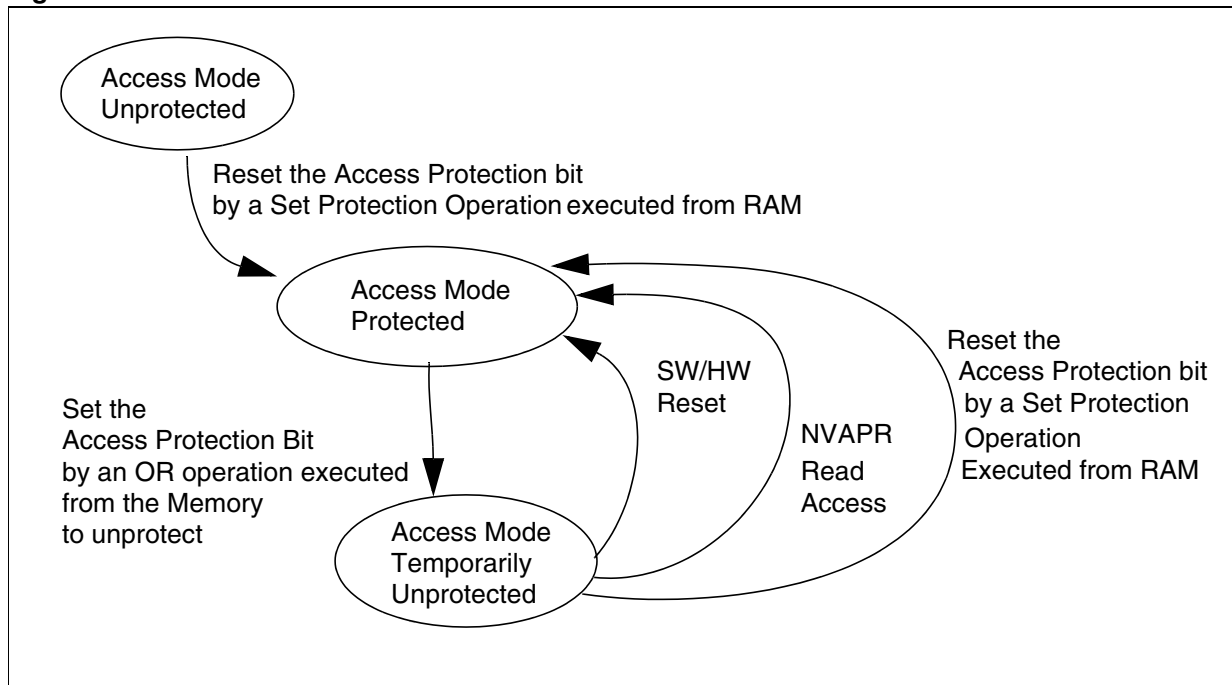 Access Mode
Unprotected
Reset the Access Protection bit
by a Set Protection Operation executed from RAM
Access Mode
Protected
Set the
Access Protection Bit
by an OR operation executed
from the Memory
to unprotect
SW/HW
Reset
NVAPR
Read
Access
Reset the
Access Protection bit
by a Set Protection
Operation
Executed from RAM
Access Mode
Temporarily
Unprotected